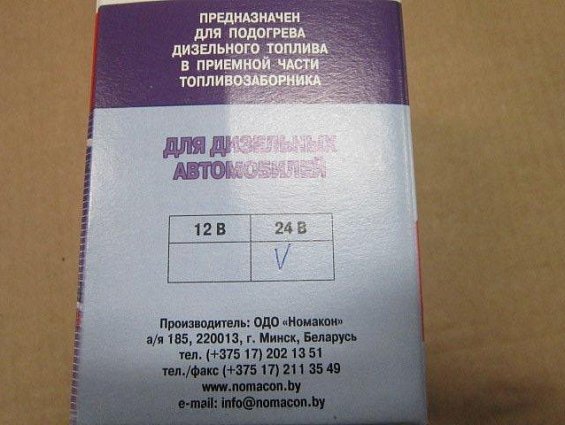 ПРЕДНАЗНАЧЕН
ДЛЯ ПОДОГРЕВА
ДИЗЕЛЬНОГО ТОПЛИВА
В ПРИЕМНОЙ ЧАСТИ
ТОПЛИВОЗАБОРНИКА
ДЛЯ ДИЗЕЛЬНЫХ
АВТОМОБИЛЕЙ
12 В 24 В
V
Производитель: ОДО «Номакон»
а/я 185, 220013, г. Минск, Беларусь
тел. (+375 17) 202 13 51
тел./факс (+375 17) 211 35 49
www.nomacon.by
e-mail: info@nomacon.by